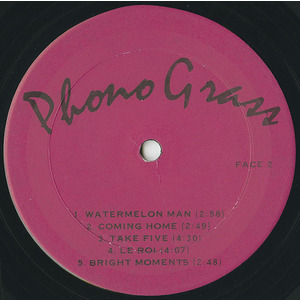 Phono Grass
FACE 2
1. WATERMELON MAN (2:58)
2. COMING HOME (2:49)
3. TAKE FIVE (4:30)
4. LE ROI (4:07)
5. BRIGHT MOMENTS (2:48)